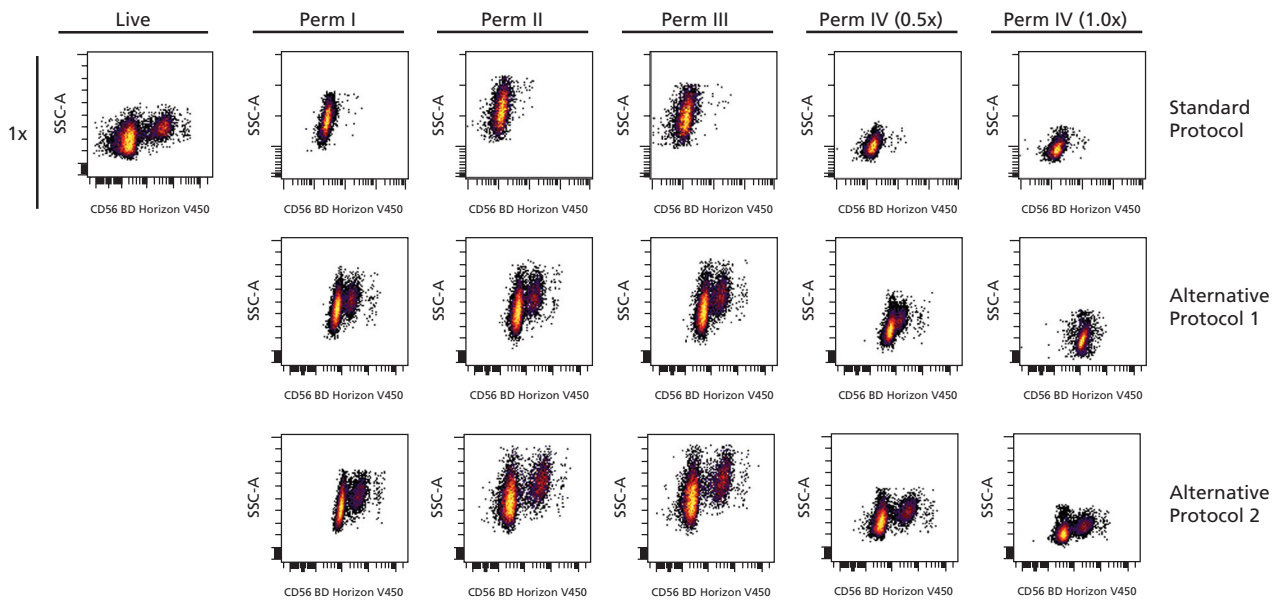 Live
Perm I
Perm II
Perm III
Perm IV (0.5x)
Perm IV (1.0x)
1x
SSC-A
SSC-A
SSC-A
SSC-A
SSC-A
SSC-A
Standard
Protocol
CD56 BD Horizon V450
CD56 BD Horizon V450
CD56 BD Horizon V450
CD56 BD Horizon V450
CD56 BD Horizon V450
CD56 BD Horizon V450
SSC-A
SSC-A
SSC-A
SSC-A
SSC-A
Alternative
Protocol 1
CD56 BD Horizon V450
CD56 BD Horizon V450
CD56 BD Horizon V450
CD56 BD Horizon V450
CD56 BD Horizon V450
SSC-A
SSC-A
SSC-A
SSC-A
SSC-A
Alternative
Protocol 2
CD56 BD Horizon V450
CD56 BD Horizon V450
CD56 BD Horizon V450
CD56 BD Horizon V450
CD56 BD Horizon V450